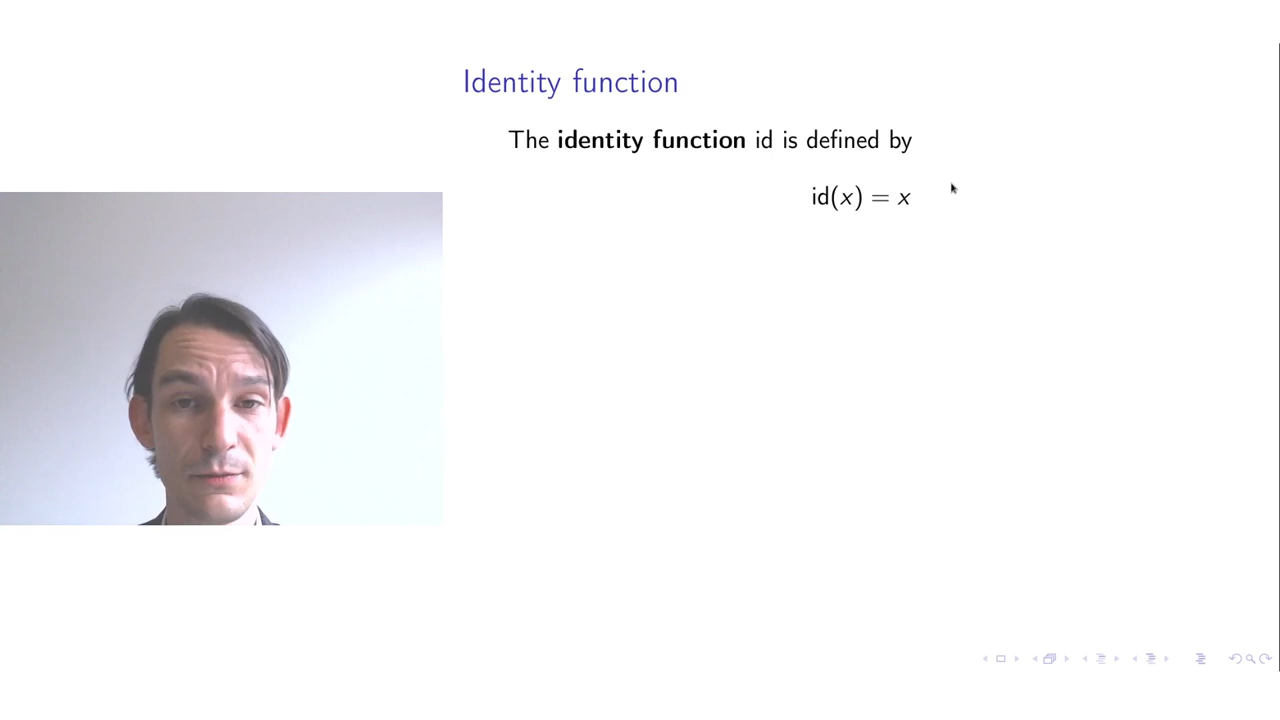 Identity function
The identity function id is defined by
id(x) = x